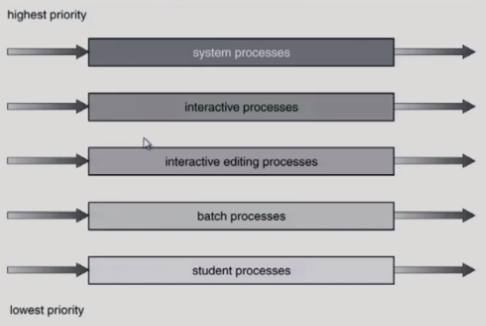 highest priority
system processes
interactive processes
interactive editing processes
batch processes
student processes
lowest priority